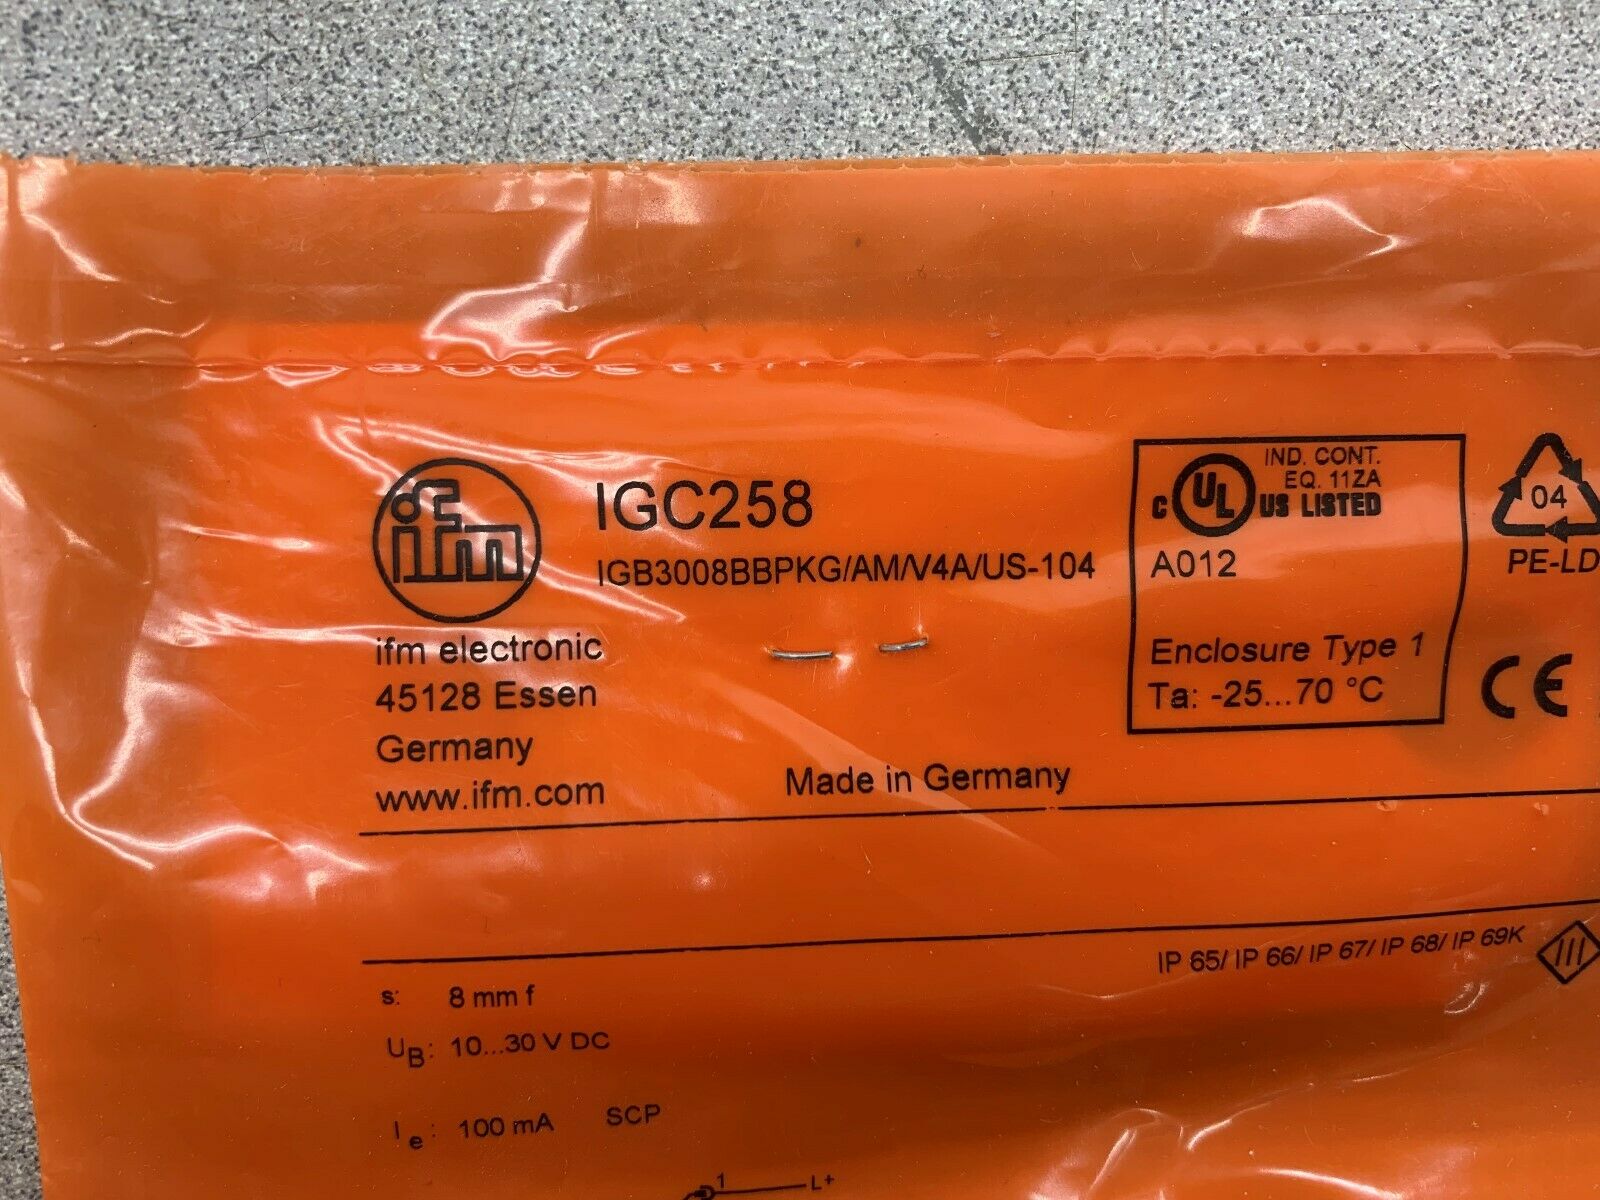 ifm
IGC258
IGB3008BBPKG/AM/V4A/US-104
ifm electronic
45128 Essen
Germany
www.ifm.com
Made in Germany
IND. CONT.
EQ. 11ZA
C UL US LISTED
A012
Enclosure Type 1
Ta: -25...70 °C
04
PE-LD
CE
IP 65/ IP 66/ IP 67/ IP 68/ IP 69K
III
s: 8 mm f
UB: 10...30 V DC
Ie: 100 mA SCP
1 L+